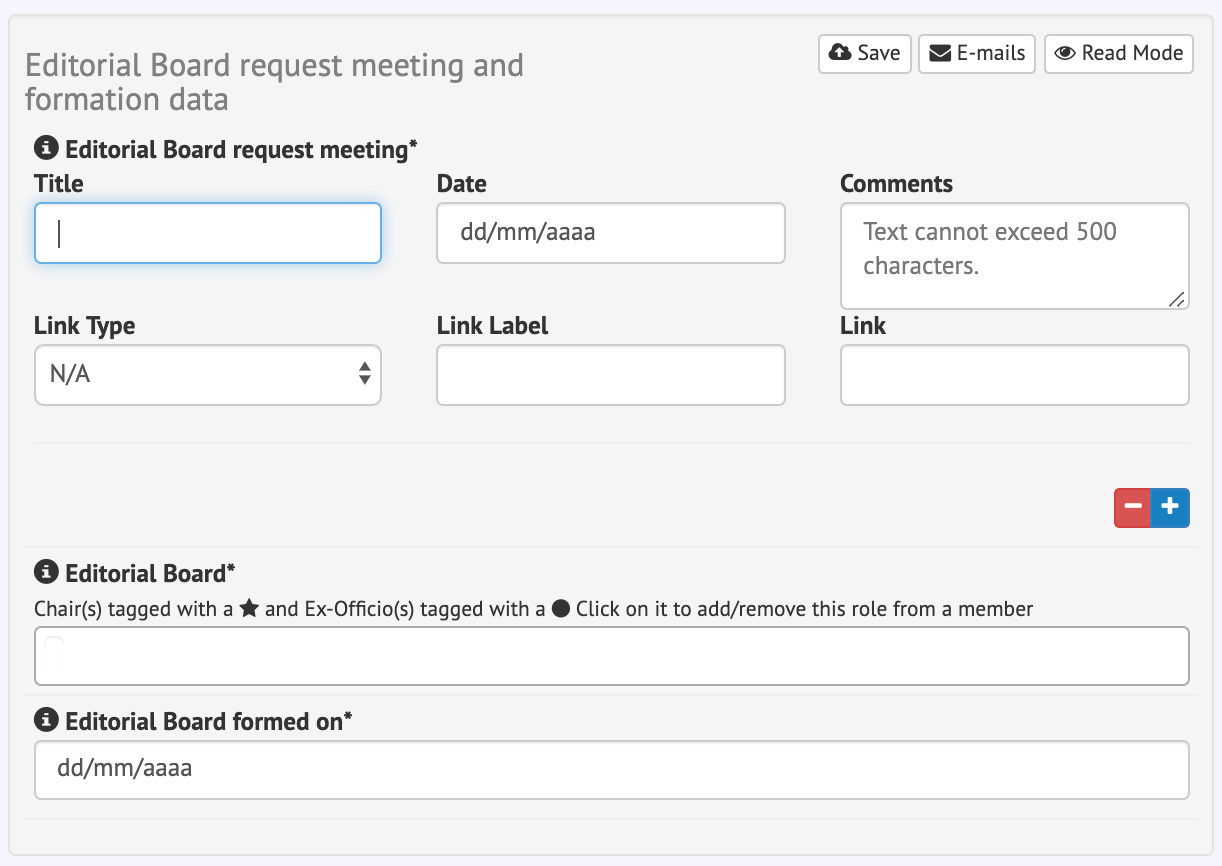 Editorial Board request meeting and
formation data
Save
E-mails
Read Mode
Editorial Board request meeting*
Title
Date
Comments
dd/mm/aaaa
Text cannot exceed 500
characters.
Link Type
Link Label
Link
N/A
Editorial Board*
Chair(s) tagged with a ★ and Ex-Officio(s) tagged with a ● Click on it to add/remove this role from a member
Editorial Board formed on*
dd/mm/aaaa